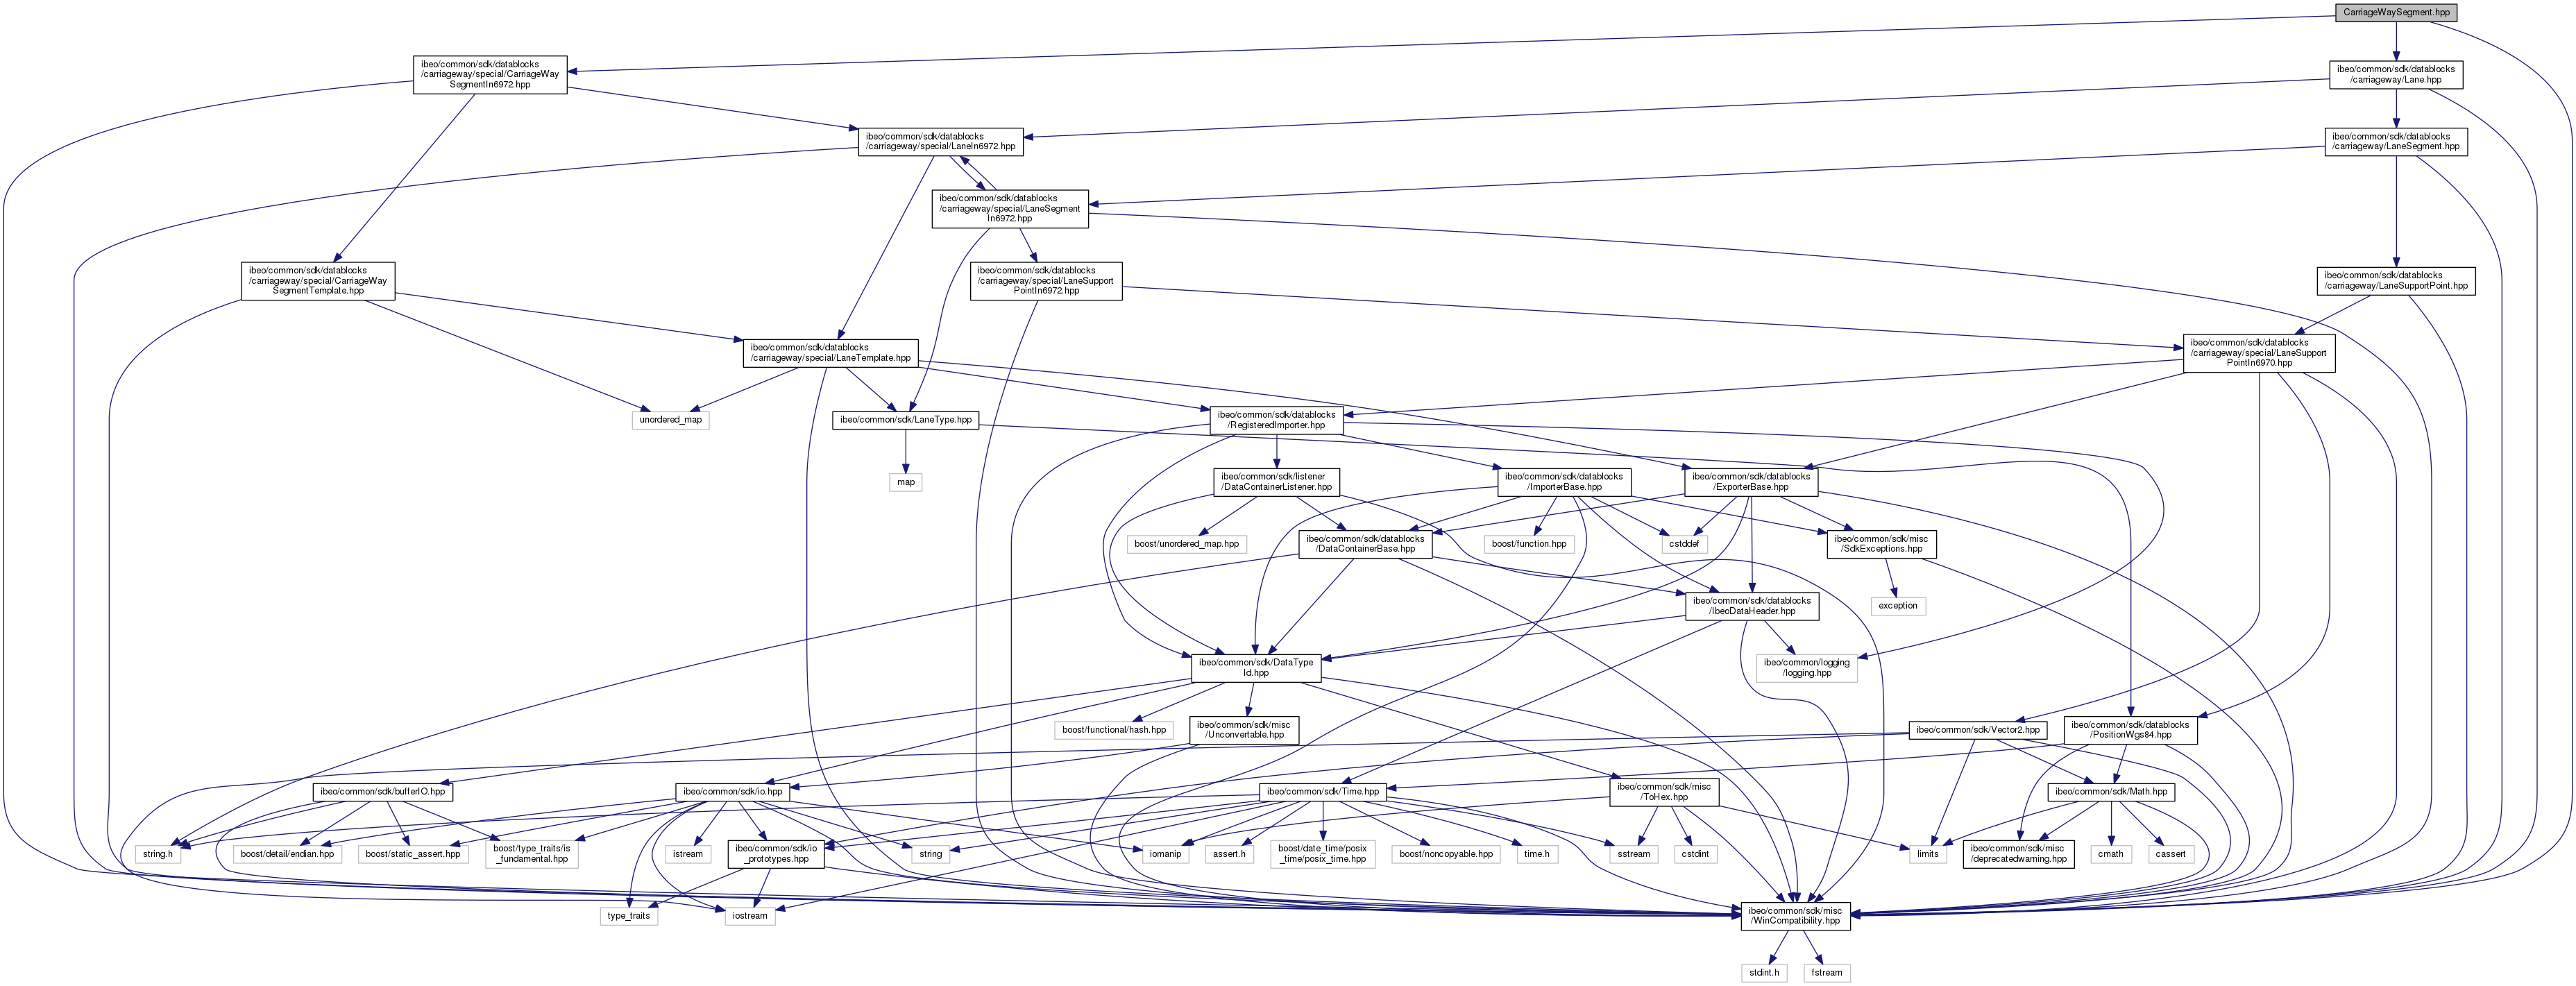 CarriageWaySegment.hpp
ibeo/common/sdk/datablocks
/carriageway/special/CarriageWay
SegmentIn6972.hpp
ibeo/common/sdk/datablocks
/carriageway/Lane.hpp
ibeo/common/sdk/datablocks
/carriageway/special/LaneIn6972.hpp
ibeo/common/sdk/datablocks
/carriageway/LaneSegment.hpp
ibeo/common/sdk/datablocks
/carriageway/special/LaneSegment
In6972.hpp
ibeo/common/sdk/datablocks
/carriageway/special/CarriageWay
SegmentTemplate.hpp
ibeo/common/sdk/datablocks
/carriageway/special/LaneSupport
PointIn6972.hpp
ibeo/common/sdk/datablocks
/carriageway/LaneSupportPoint.hpp
ibeo/common/sdk/datablocks
/carriageway/special/LaneTemplate.hpp
ibeo/common/sdk/datablocks
/carriageway/special/LaneSupport
PointIn6970.hpp
unordered_map
ibeo/common/sdk/LaneType.hpp
ibeo/common/sdk/datablocks
/RegisteredImporter.hpp
map
ibeo/common/sdk/listener
/DataContainerListener.hpp
ibeo/common/sdk/datablocks
/ImporterBase.hpp
ibeo/common/sdk/datablocks
/ExporterBase.hpp
boost/unordered_map.hpp
ibeo/common/sdk/datablocks
/DataContainerBase.hpp
boost/function.hpp
cstddef
ibeo/common/sdk/misc
/SdkExceptions.hpp
ibeo/common/sdk/datablocks
/IbeoDataHeader.hpp
exception
ibeo/common/sdk/DataType
Id.hpp
ibeo/common/logging
/logging.hpp
boost/functional/hash.hpp
ibeo/common/sdk/misc
/Unconvertable.hpp
ibeo/common/sdk/Vector2.hpp
ibeo/common/sdk/datablocks
/PositionWgs84.hpp
ibeo/common/sdk/bufferIO.hpp
ibeo/common/sdk/io.hpp
ibeo/common/sdk/Time.hpp
ibeo/common/sdk/misc
/ToHex.hpp
ibeo/common/sdk/Math.hpp
string.h
boost/detail/endian.hpp
boost/static_assert.hpp
boost/type_traits/is
_fundamental.hpp
istream
ibeo/common/sdk/io
_prototypes.hpp
string
iomanip
assert.h
boost/date_time/posix
_time/posix_time.hpp
boost/noncopyable.hpp
time.h
sstream
cstdint
limits
ibeo/common/sdk/misc
/deprecatedwarning.hpp
cmath
cassert
type_traits
iostream
ibeo/common/sdk/misc
/WinCompatibility.hpp
stdint.h
fstream